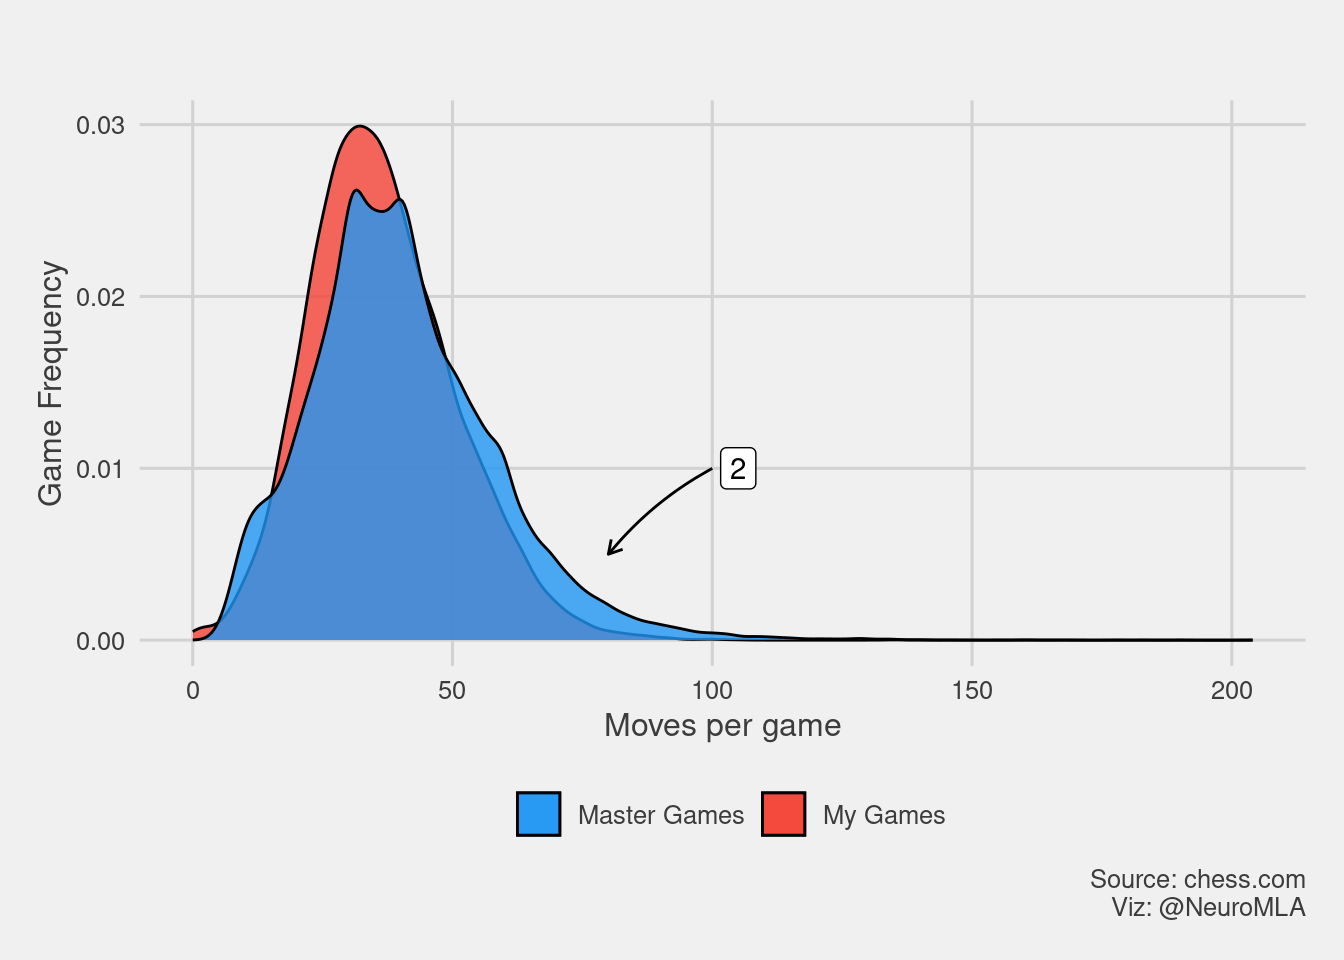 0.03
0.02
0.01
0.00
Game Frequency
2
0 50 100 150 200
Moves per game
Master Games My Games
Source: chess.com
Viz: @NeuroMLA